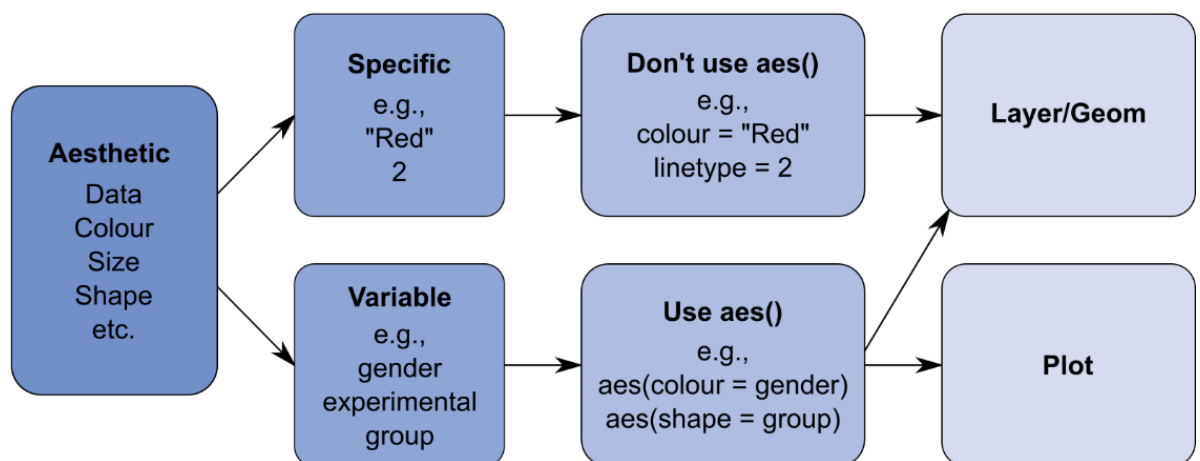 Aesthetic
Data
Colour
Size
Shape
etc.
Specific
e.g.,
"Red"
2
Don't use aes()
e.g.,
colour = "Red"
linetype = 2
Layer/Geom
Variable
e.g.,
gender
experimental
group
Use aes()
e.g.,
aes(colour = gender)
aes(shape = group)
Plot